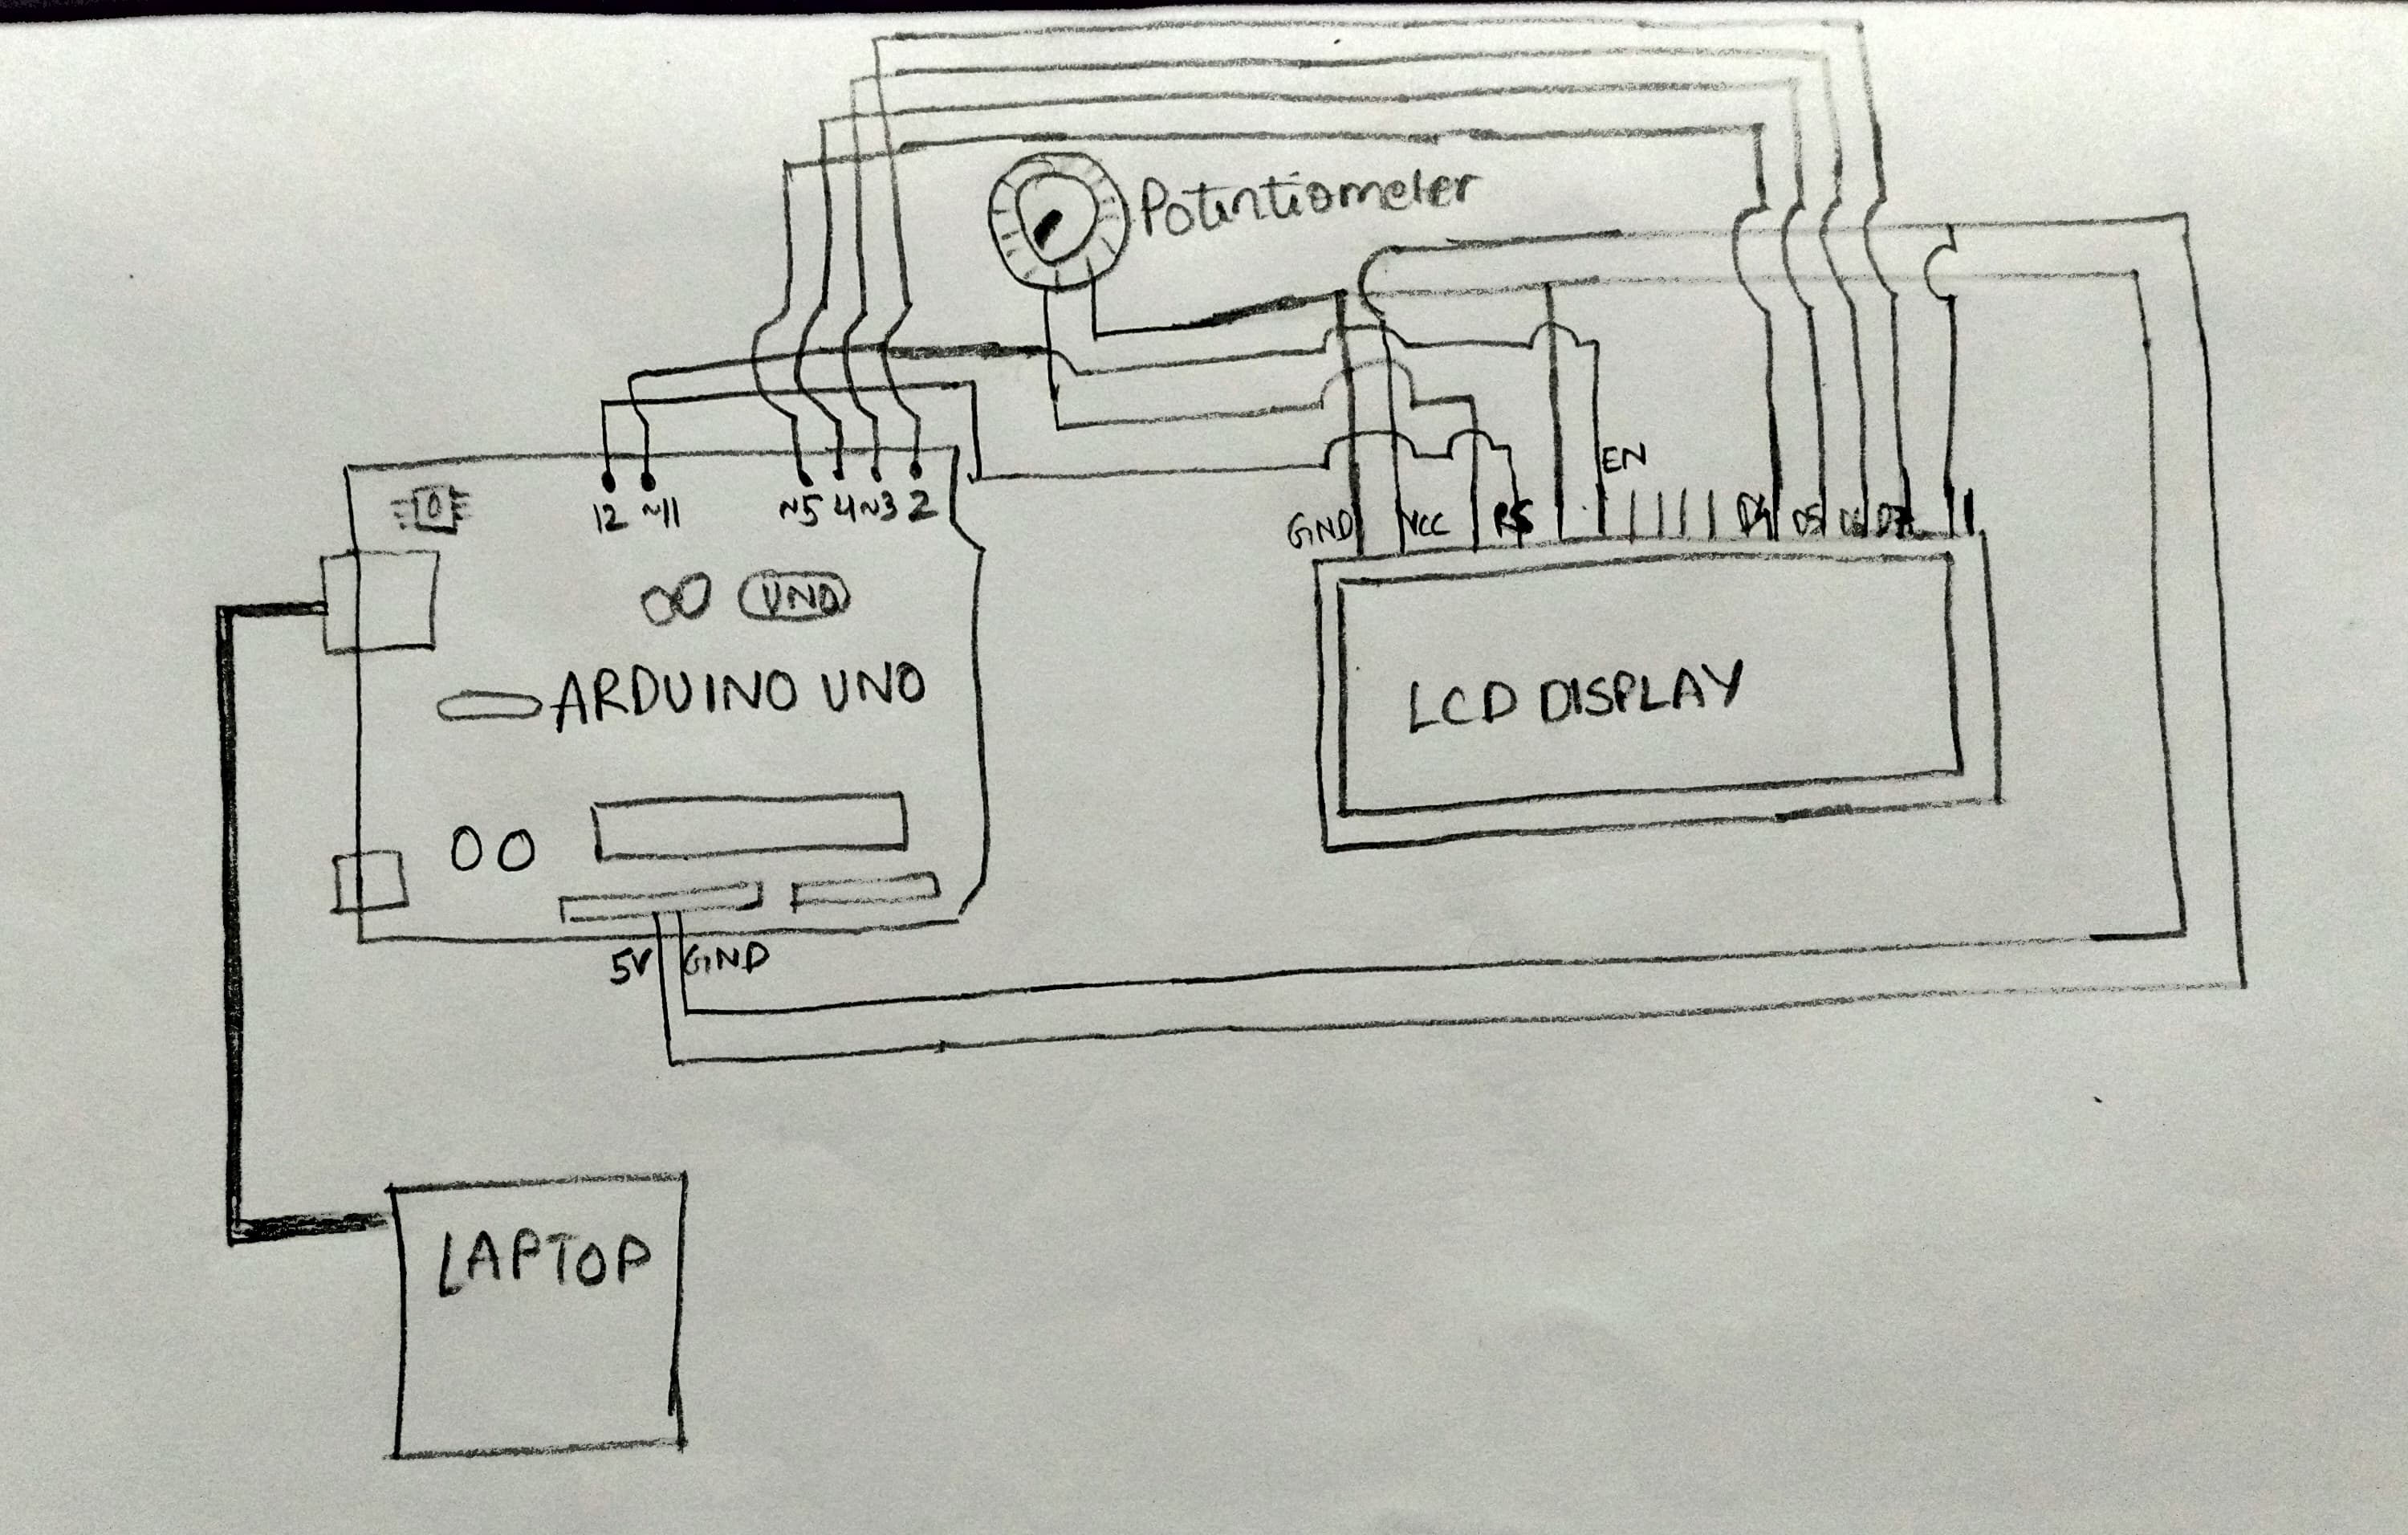 Potentiometer
EN
12 ~11 ~5 4 ~3 2
GND VCC RS D4 D5 D6 D7
UNO
ARDUINO UNO
LCD DISPLAY
5V GND
LAPTOP